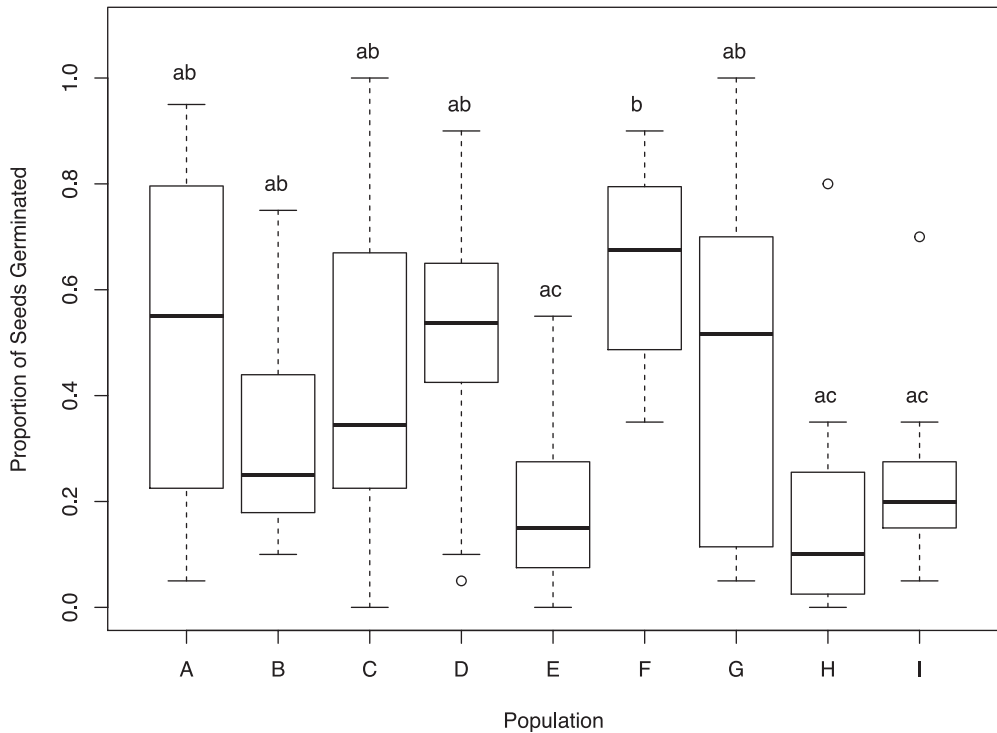 Proportion of Seeds Germinated
1.0
0.8
0.6
0.4
0.2
0.0
ab
ab
ab
ab
ac
b
ab
ac
ac
A B C D E F G H I
Population